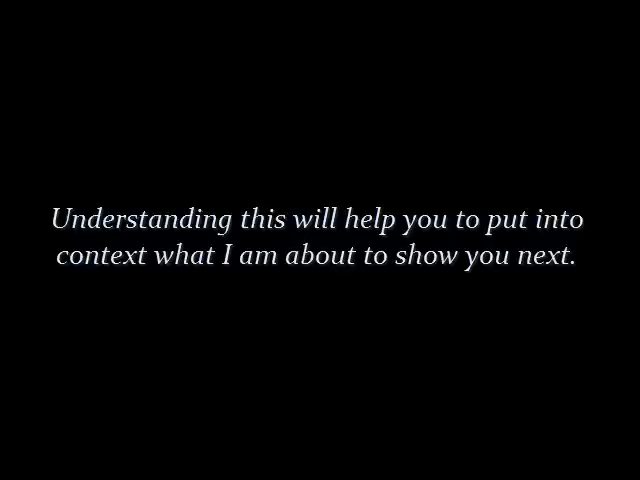 Understanding this will help you to put into
context what I am about to show you next.